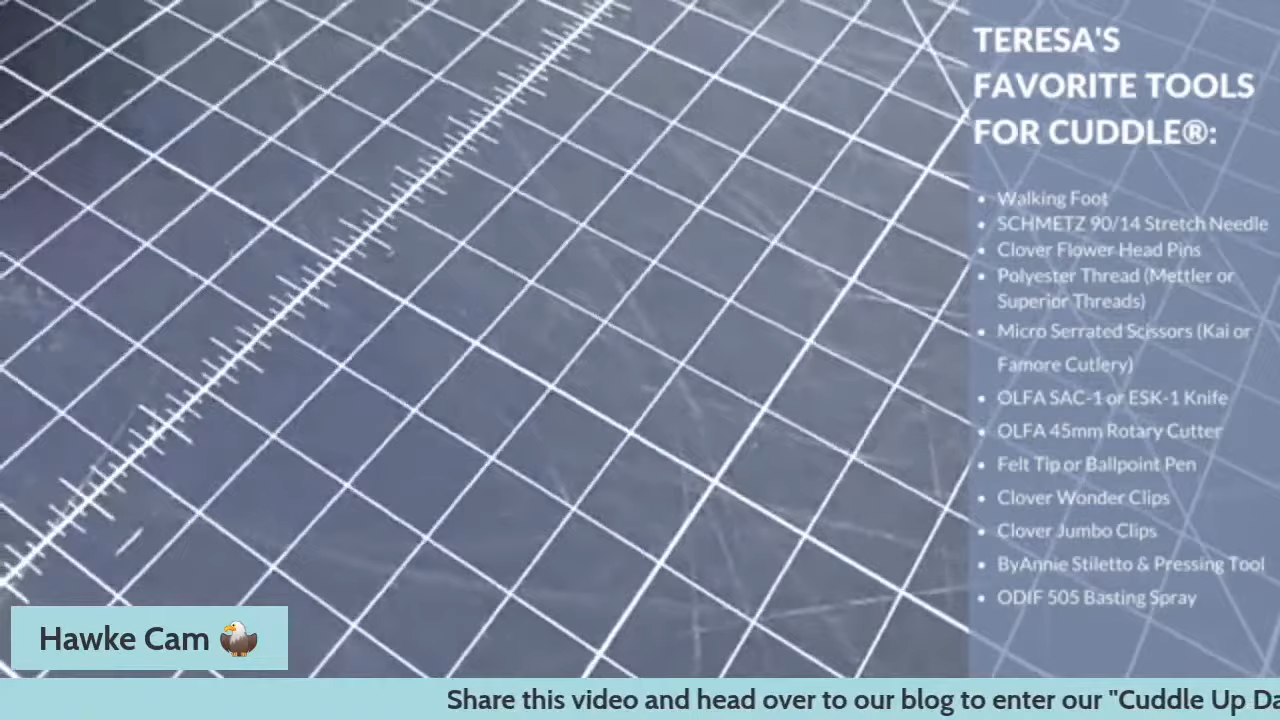 TERESA'S
FAVORITE TOOLS
FOR CUDDLE®:
• Walking Foot
• SCHMETZ 90/14 Stretch Needle
• Clover Flower Head Pins
• Polyester Thread (Mettler or
Superior Threads)
• Micro Serrated Scissors (Kai or
Famore Cutlery)
• OLFA SAC-1 or ESK-1 Knife
• OLFA 45mm Rotary Cutter
• Felt Tip or Ballpoint Pen
• Clover Wonder Clips
• Clover Jumbo Clips
• ByAnnie Stiletto & Pressing Tool
• ODIF 505 Basting Spray
Hawke Cam
Share this video and head over to our blog to enter our "Cuddle Up Da